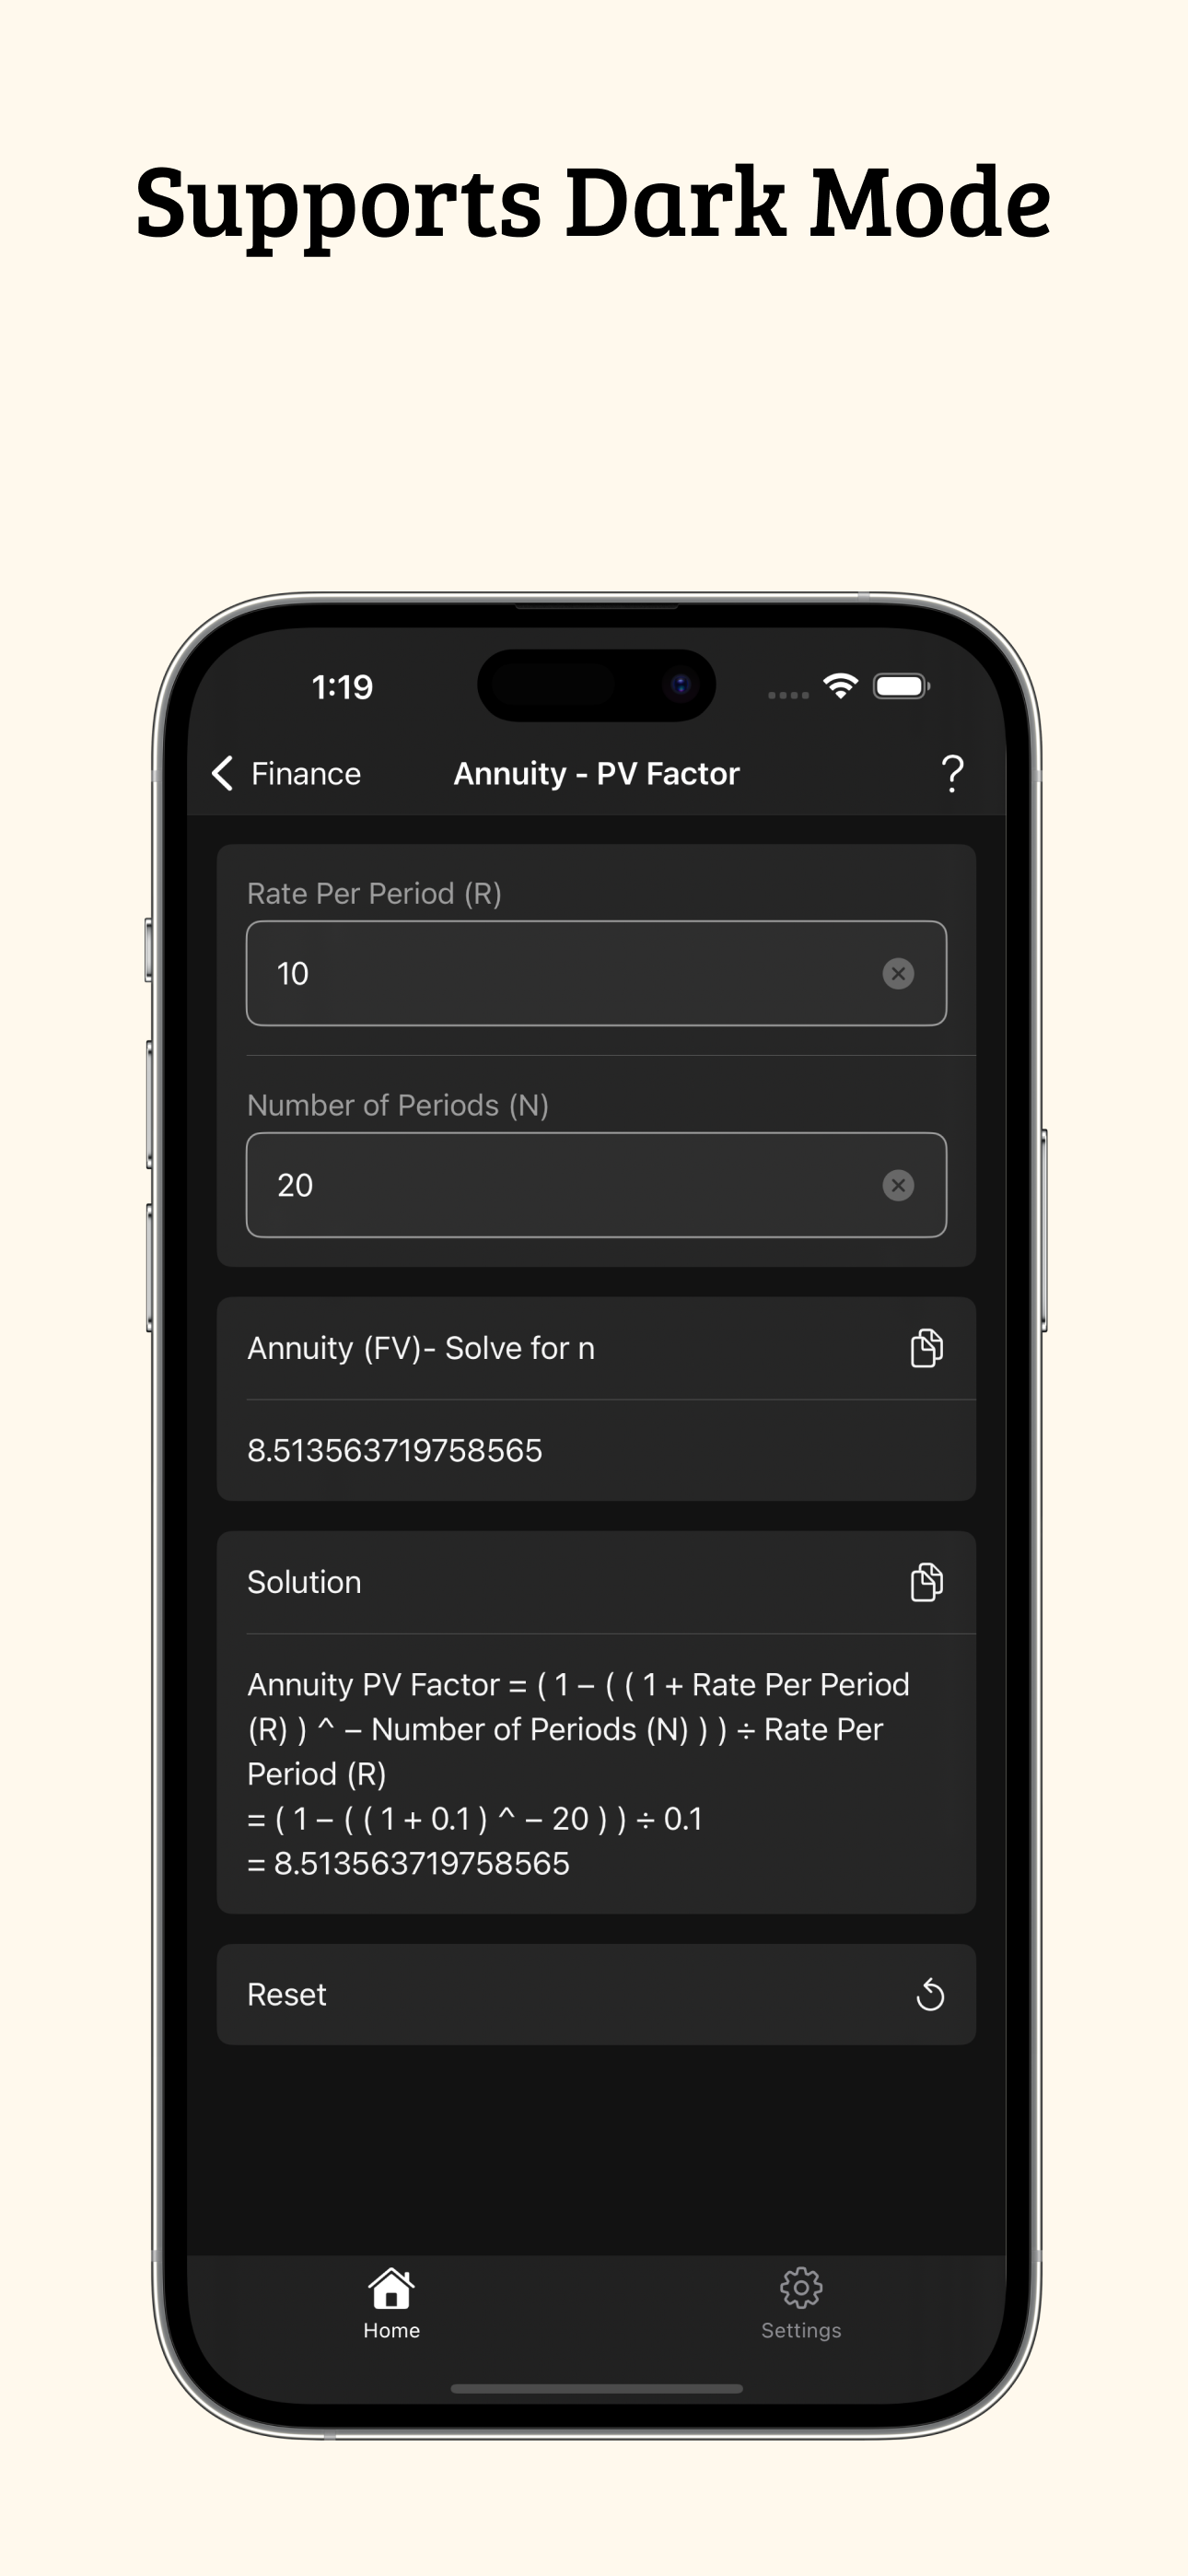 Supports Dark Mode
1:19
Finance
Annuity - PV Factor
?
Rate Per Period (R)
10
Number of Periods (N)
20
Annuity (FV)- Solve for n
8.513563719758565
Solution
Annuity PV Factor = ( 1 – ( ( 1 + Rate Per Period
(R) ) ^ – Number of Periods (N) ) ) ÷ Rate Per
Period (R)
= ( 1 – ( ( 1 + 0.1 ) ^ – 20 ) ) ÷ 0.1
= 8.513563719758565
Reset
Home
Settings